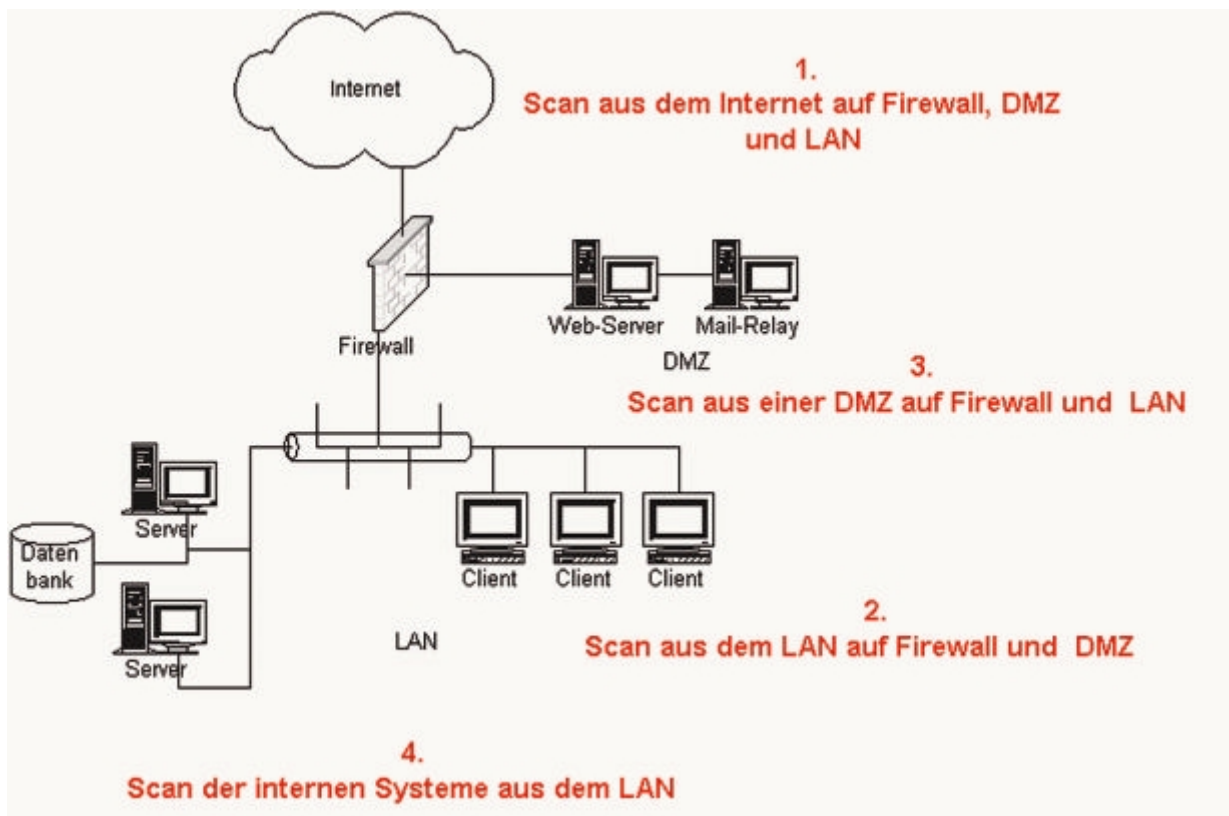 Internet
1.
Scan aus dem Internet auf Firewall, DMZ
und LAN
Firewall
Web-Server
Mail-Relay
DMZ
3.
Scan aus einer DMZ auf Firewall und LAN
Server
Daten
bank
Server
Client
Client
Client
LAN
2.
Scan aus dem LAN auf Firewall und DMZ
4.
Scan der internen Systeme aus dem LAN